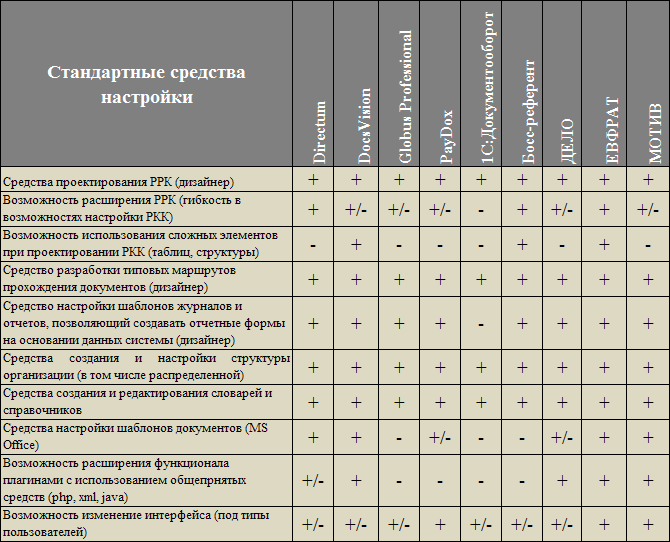 Стандартные средства
настройки
Directum
DocsVision
Globus Professional
PayDox
1С:Документооборот
Босс-референт
ДЕЛО
ЕВФРАТ
МОТИВ
Средства проектирования РРК (дизайнер)
+ + + + + + + + +
Возможность расширения РРК (гибкость в
возможностях настройки РКК)
+ +/- +/- +/- - + +/- + +/-
Возможность использования сложных элементов
при проектировании РКК (таблиц, структуры)
- + - - - + - + -
Средство разработки типовых маршрутов
прохождения документов (дизайнер)
+ + + + + + + + +
Средство настройки шаблонов журналов и
отчетов, позволяющий создавать отчетные формы
на основании данных системы (дизайнер)
+ + + + - + + + +
Средства создания и настройки структуры
организации (в том числе распределенной)
+ + + + + + + + +
Средства создания и редактирования словарей и
справочников
+ + + + + + + + +
Средства настройки шаблонов документов (MS
Office)
+ + - +/- - - +/- + +
Возможность расширения функционала
плагинами с использованием общепрнятых
средств (php, xml, java)
+/- + - - - - + + +
Возможность изменение интерфейса (под типы
пользователей)
+/- +/- +/- + +/- +/- +/- + +